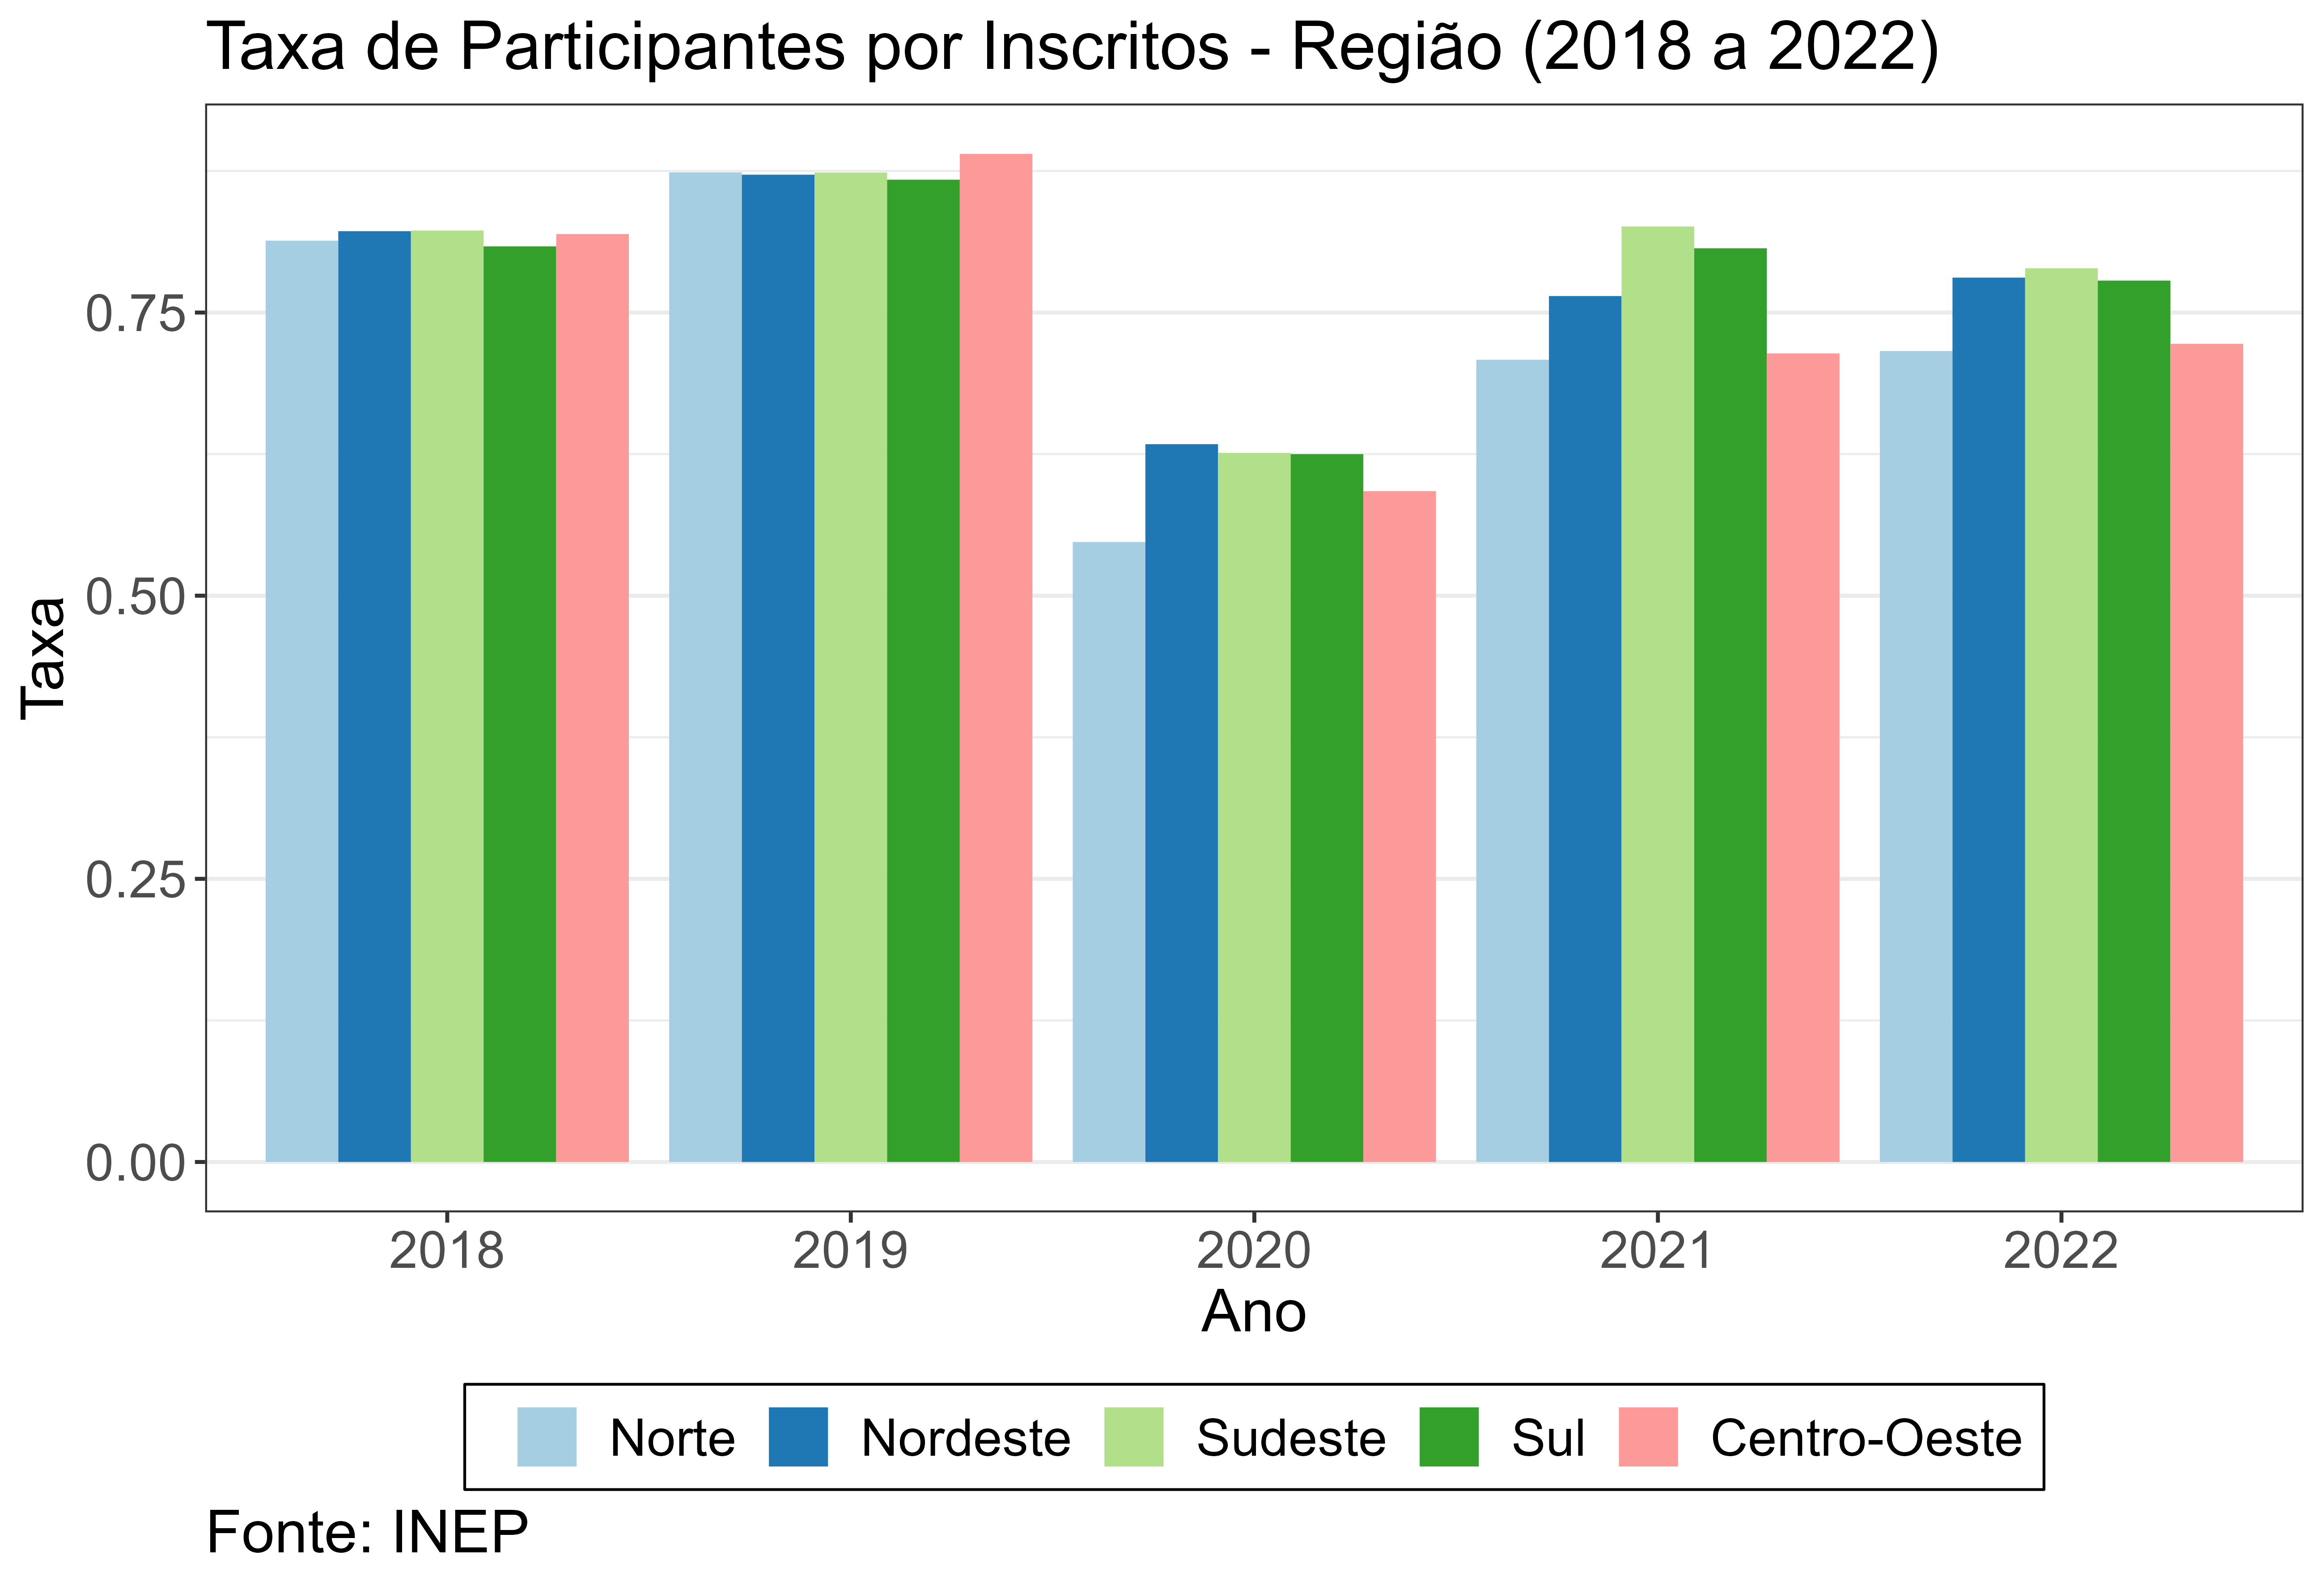 Taxa de Participantes por Inscritos - Região (2018 a 2022)
Taxa
0.75
0.50
0.25
0.00
2018 2019 2020 2021 2022
Ano
Norte Nordeste Sudeste Sul Centro-Oeste
Fonte: INEP